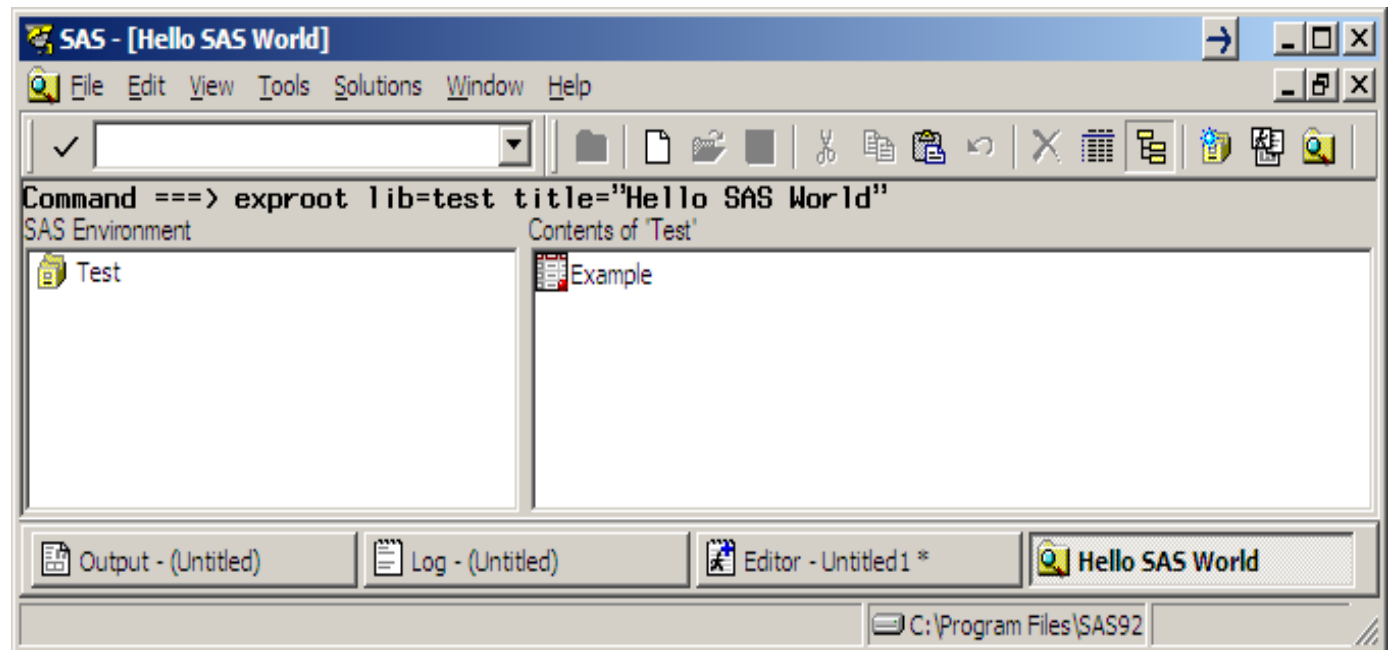 SAS - [Hello SAS World]
File Edit View Tools Solutions Window Help
Command ===> exproot lib=test title="Hello SAS World"
SAS Environment
Contents of 'Test'
Test
Example
Output - (Untitled)
Log - (Untitled)
Editor - Untitled1 *
Hello SAS World
C:\Program Files\SAS92